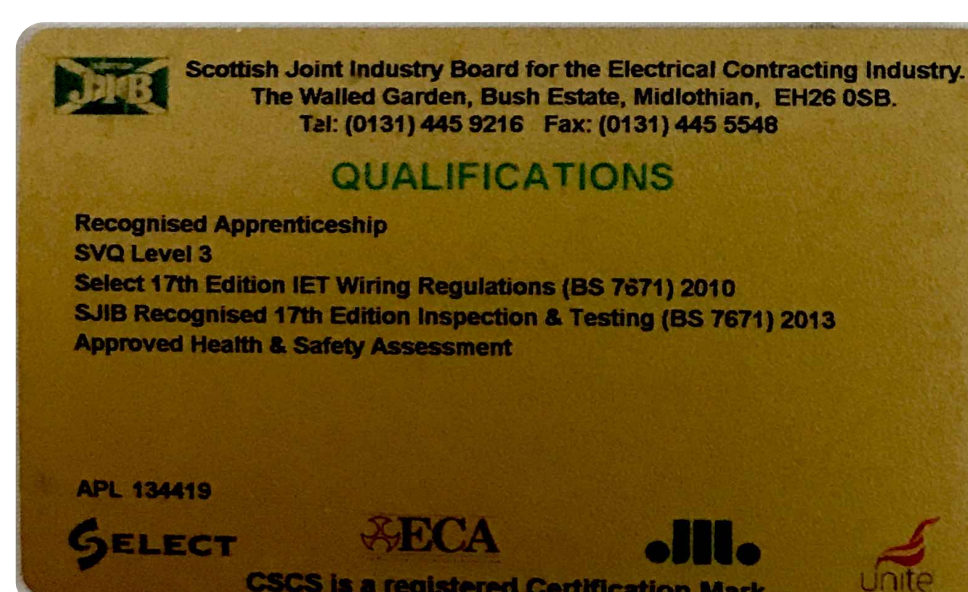 SJIB
Scottish Joint Industry Board for the Electrical Contracting Industry.
The Walled Garden, Bush Estate, Midlothian, EH26 0SB.
Tel: (0131) 445 9216 Fax: (0131) 445 5548
QUALIFICATIONS
Recognised Apprenticeship
SVQ Level 3
Select 17th Edition IET Wiring Regulations (BS 7671) 2010
SJIB Recognised 17th Edition Inspection & Testing (BS 7671) 2013
Approved Health & Safety Assessment
APL 134419
SELECT ECA unite
CSCS is a registered Certification Mark